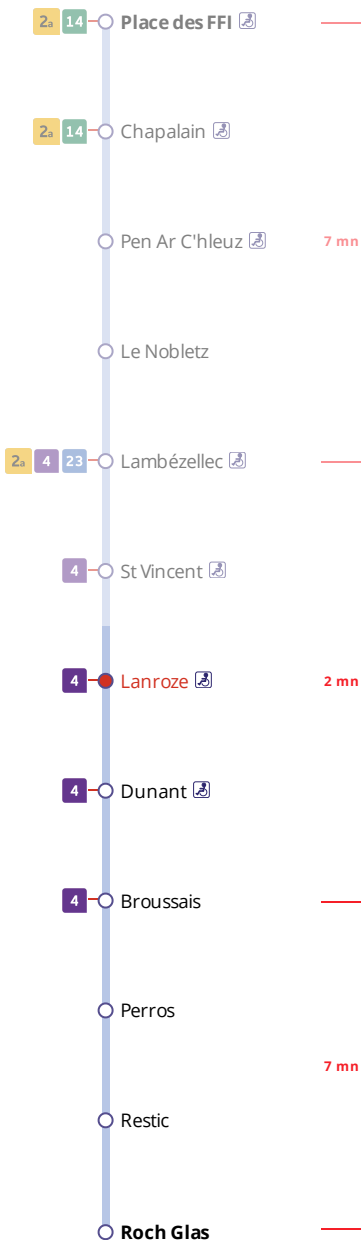 2a 14 Place des FFI
2a 14 Chapalain
Pen Ar C'hleuz 7 mn
Le Nobletz
2a 4 23 Lambézellec
4 St Vincent
4 Lanroze 2 mn
4 Dunant
4 Broussais
Perros
7 mn
Restic
Roch Glas